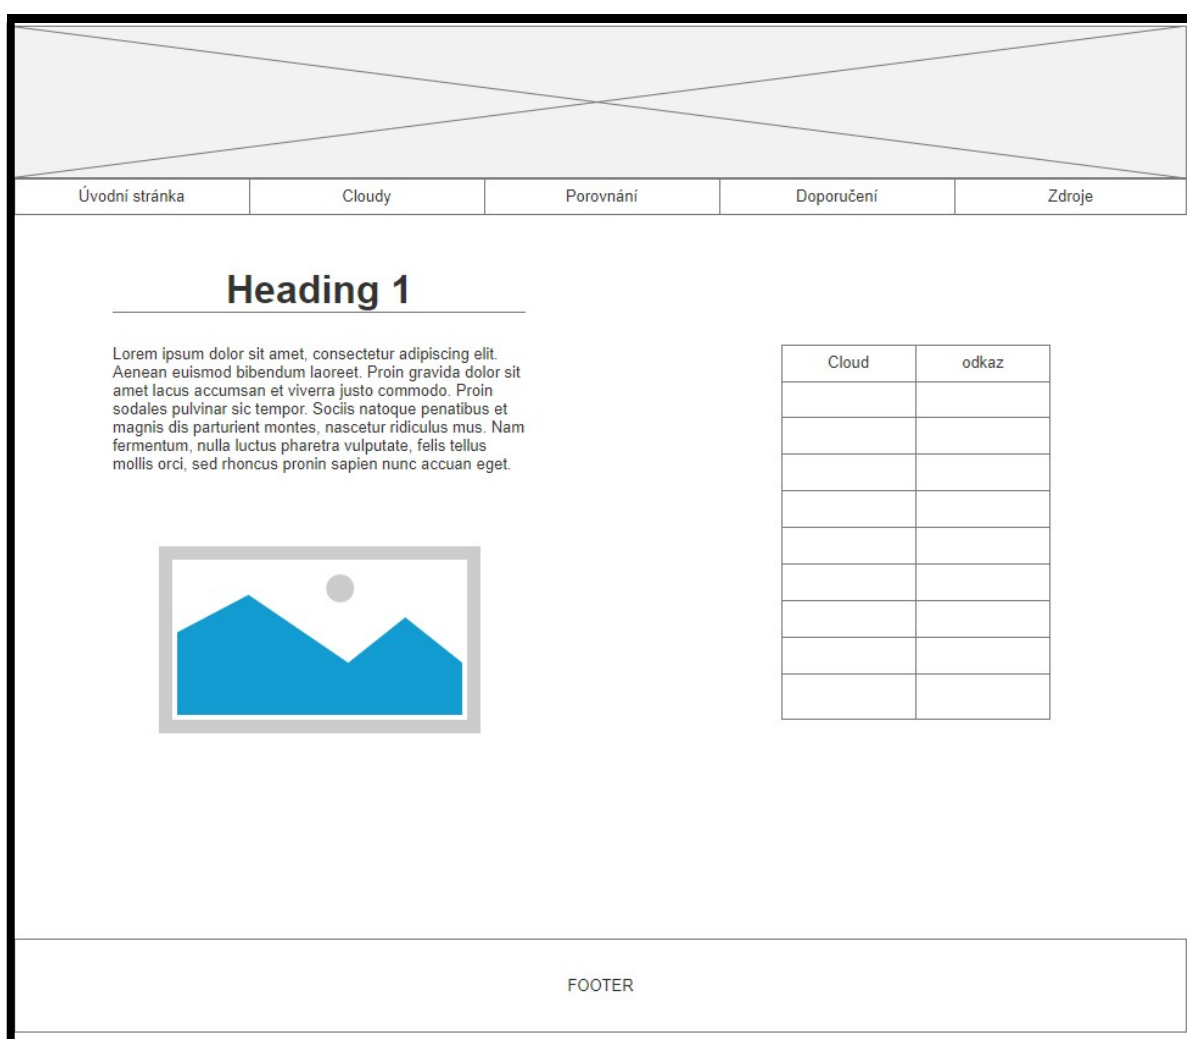 Úvodní stránka
Cloudy
Porovnání
Doporučení
Zdroje
Heading 1
Lorem ipsum dolor sit amet, consectetur adipiscing elit.
Aenean euismod bibendum laoreet. Proin gravida dolor sit
amet lacus accumsan et viverra justo commodo. Proin
sodales pulvinar sic tempor. Sociis natoque penatibus et
magnis dis parturient montes, nascetur ridiculus mus. Nam
fermentum, nulla luctus pharetra vulputate, felis tellus
mollis orci, sed rhoncus pronin sapien nunc accuan eget.
Cloud
odkaz
FOOTER